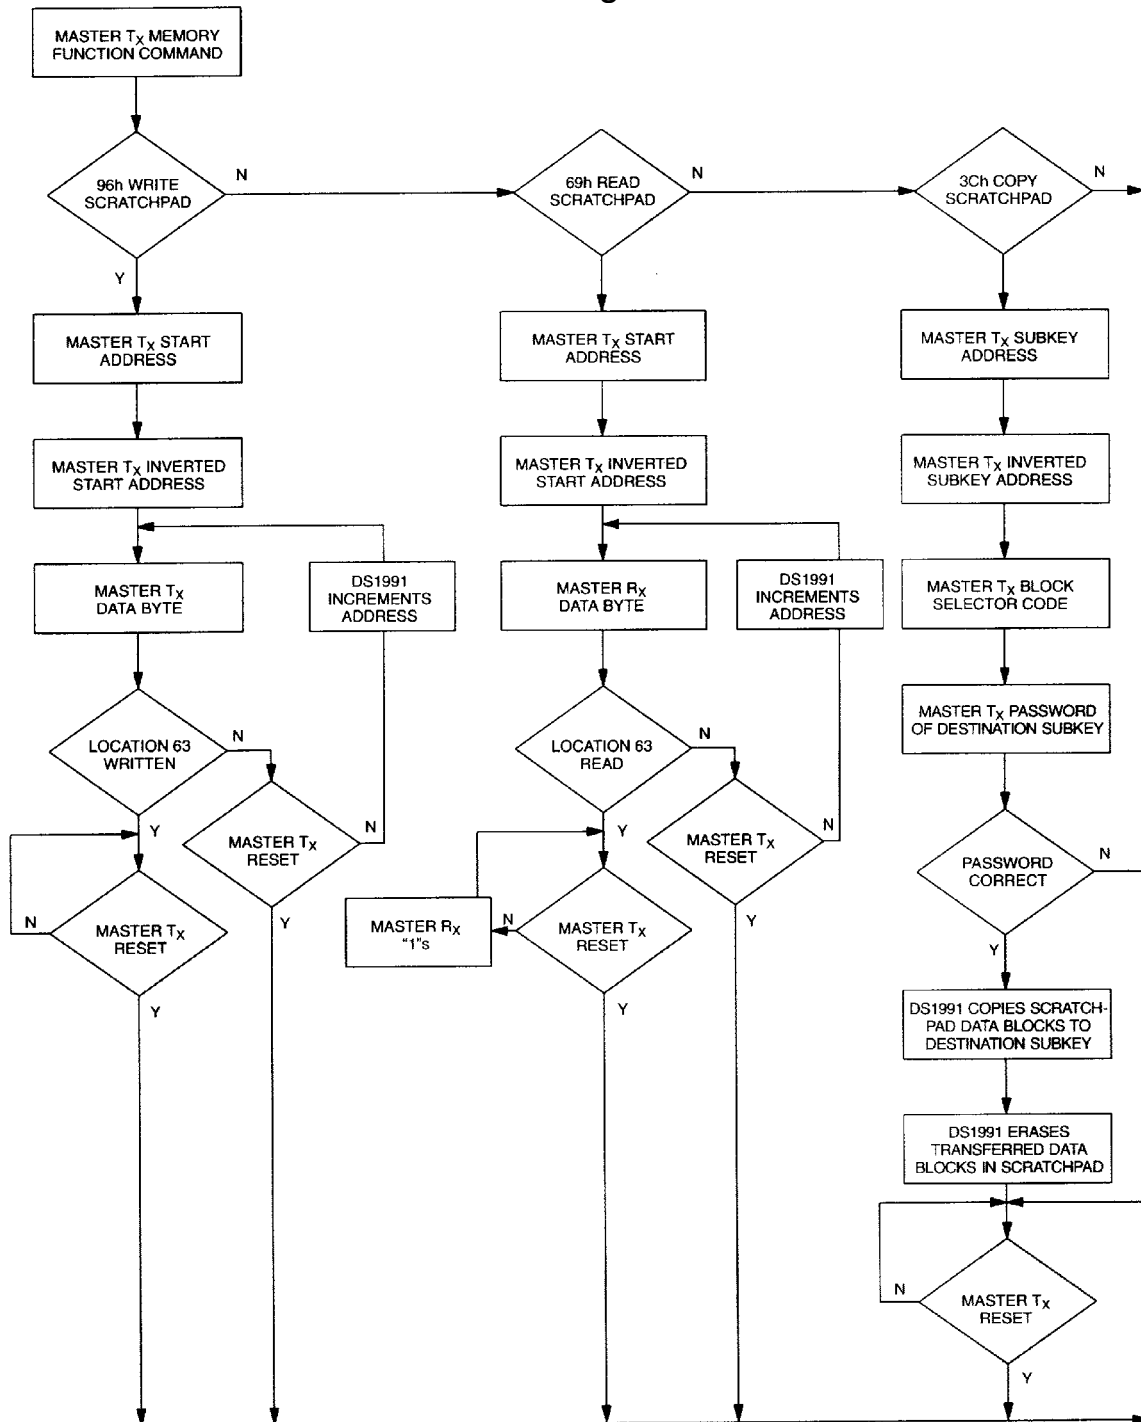 MASTER TX MEMORY
FUNCTION COMMAND
96h WRITE
SCRATCHPAD
N
Y
MASTER TX START
ADDRESS
MASTER TX INVERTED
START ADDRESS
MASTER TX
DATA BYTE
DS1991
INCREMENTS
ADDRESS
LOCATION 63
WRITTEN
N
Y
MASTER TX
RESET
N
Y
MASTER TX
RESET
N
Y
69h READ
SCRATCHPAD
N
MASTER TX START
ADDRESS
MASTER TX INVERTED
START ADDRESS
MASTER RX
DATA BYTE
DS1991
INCREMENTS
ADDRESS
LOCATION 63
READ
N
Y
MASTER TX
RESET
N
Y
MASTER RX
"1"s
N
MASTER TX
RESET
Y
3Ch COPY
SCRATCHPAD
N
MASTER TX SUBKEY
ADDRESS
MASTER TX INVERTED
SUBKEY ADDRESS
MASTER TX BLOCK
SELECTOR CODE
MASTER TX PASSWORD
OF DESTINATION SUBKEY
PASSWORD
CORRECT
N
Y
DS1991 COPIES SCRATCH-
PAD DATA BLOCKS TO
DESTINATION SUBKEY
DS1991 ERASES
TRANSFERRED DATA
BLOCKS IN SCRATCHPAD
N
MASTER TX
RESET
Y